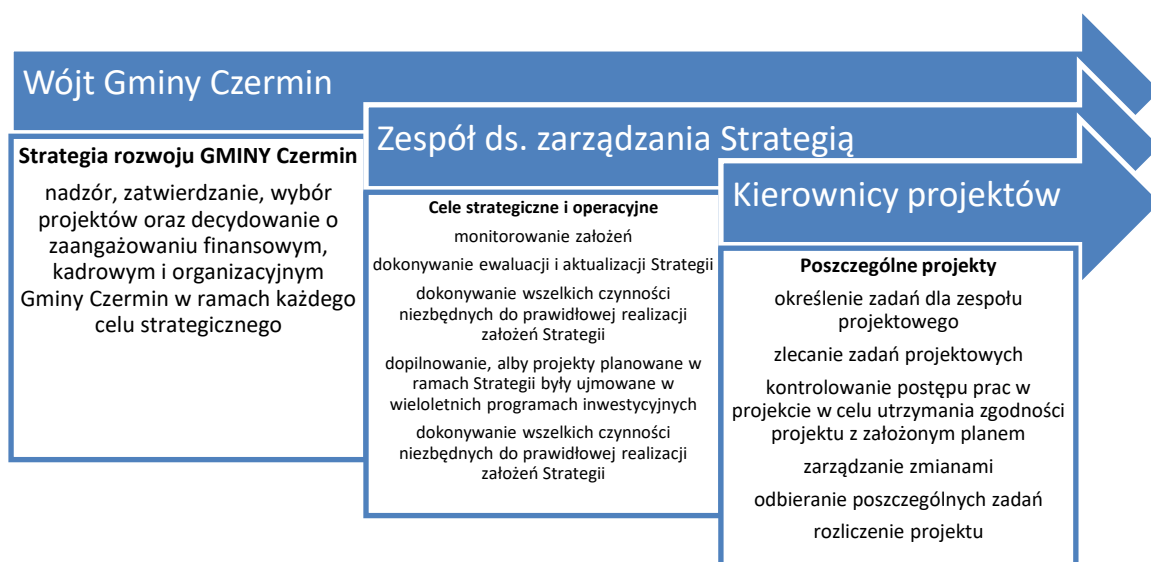 Wójt Gminy Czermin
Strategia rozwoju GMINY Czermin
nadzór, zatwierdzanie, wybór
projektów oraz decydowanie o
zaangażowaniu finansowym,
kadrowym i organizacyjnym
Gminy Czermin w ramach każdego
celu strategicznego
Zespół ds. zarządzania Strategią
Cele strategiczne i operacyjne
monitorowanie założeń
dokonywanie ewaluacji i aktualizacji Strategii
dokonywanie wszelkich czynności
niezbędnych do prawidłowej realizacji
założeń Strategii
dopilnowanie, alby projekty planowane w
ramach Strategii były ujmowane w
wieloletnich programach inwestycyjnych
dokonywanie wszelkich czynności
niezbędnych do prawidłowej realizacji
założeń Strategii
Kierownicy projektów
Poszczególne projekty
określenie zadań dla zespołu
projektowego
zlecanie zadań projektowych
kontrolowanie postępu prac w
projekcie w celu utrzymania zgodności
projektu z założonym planem
zarządzanie zmianami
odbieranie poszczególnych zadań
rozliczenie projektu